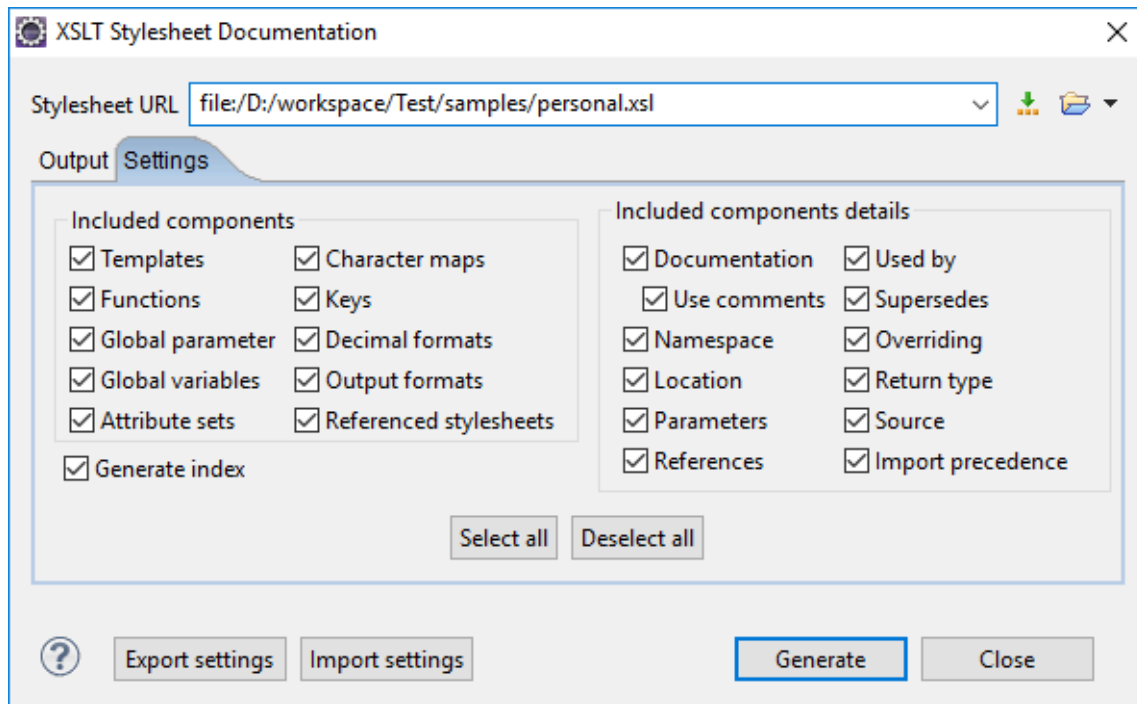 XSLT Stylesheet Documentation
Stylesheet URL file:/D:/workspace/Test/samples/personal.xsl
Output Settings
Included components
Templates Character maps
Functions Keys
Global parameter Decimal formats
Global variables Output formats
Attribute sets Referenced stylesheets
Generate index
Included components details
Documentation Used by
Use comments Supersedes
Namespace Overriding
Location Return type
Parameters Source
References Import precedence
Select all Deselect all
? Export settings Import settings Generate Close